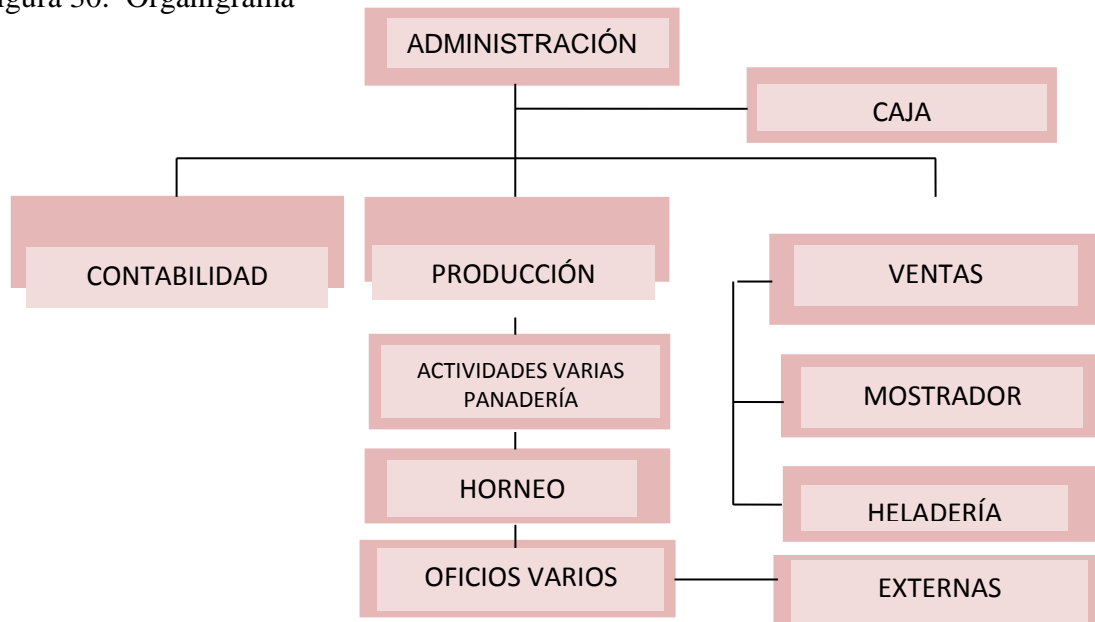 Figura 30. Organigrama
ADMINISTRACIÓN
CAJA
CONTABILIDAD
PRODUCCIÓN
VENTAS
ACTIVIDADES VARIAS
PANADERÍA
MOSTRADOR
HORNEO
HELADERÍA
OFICIOS VARIOS
EXTERNAS